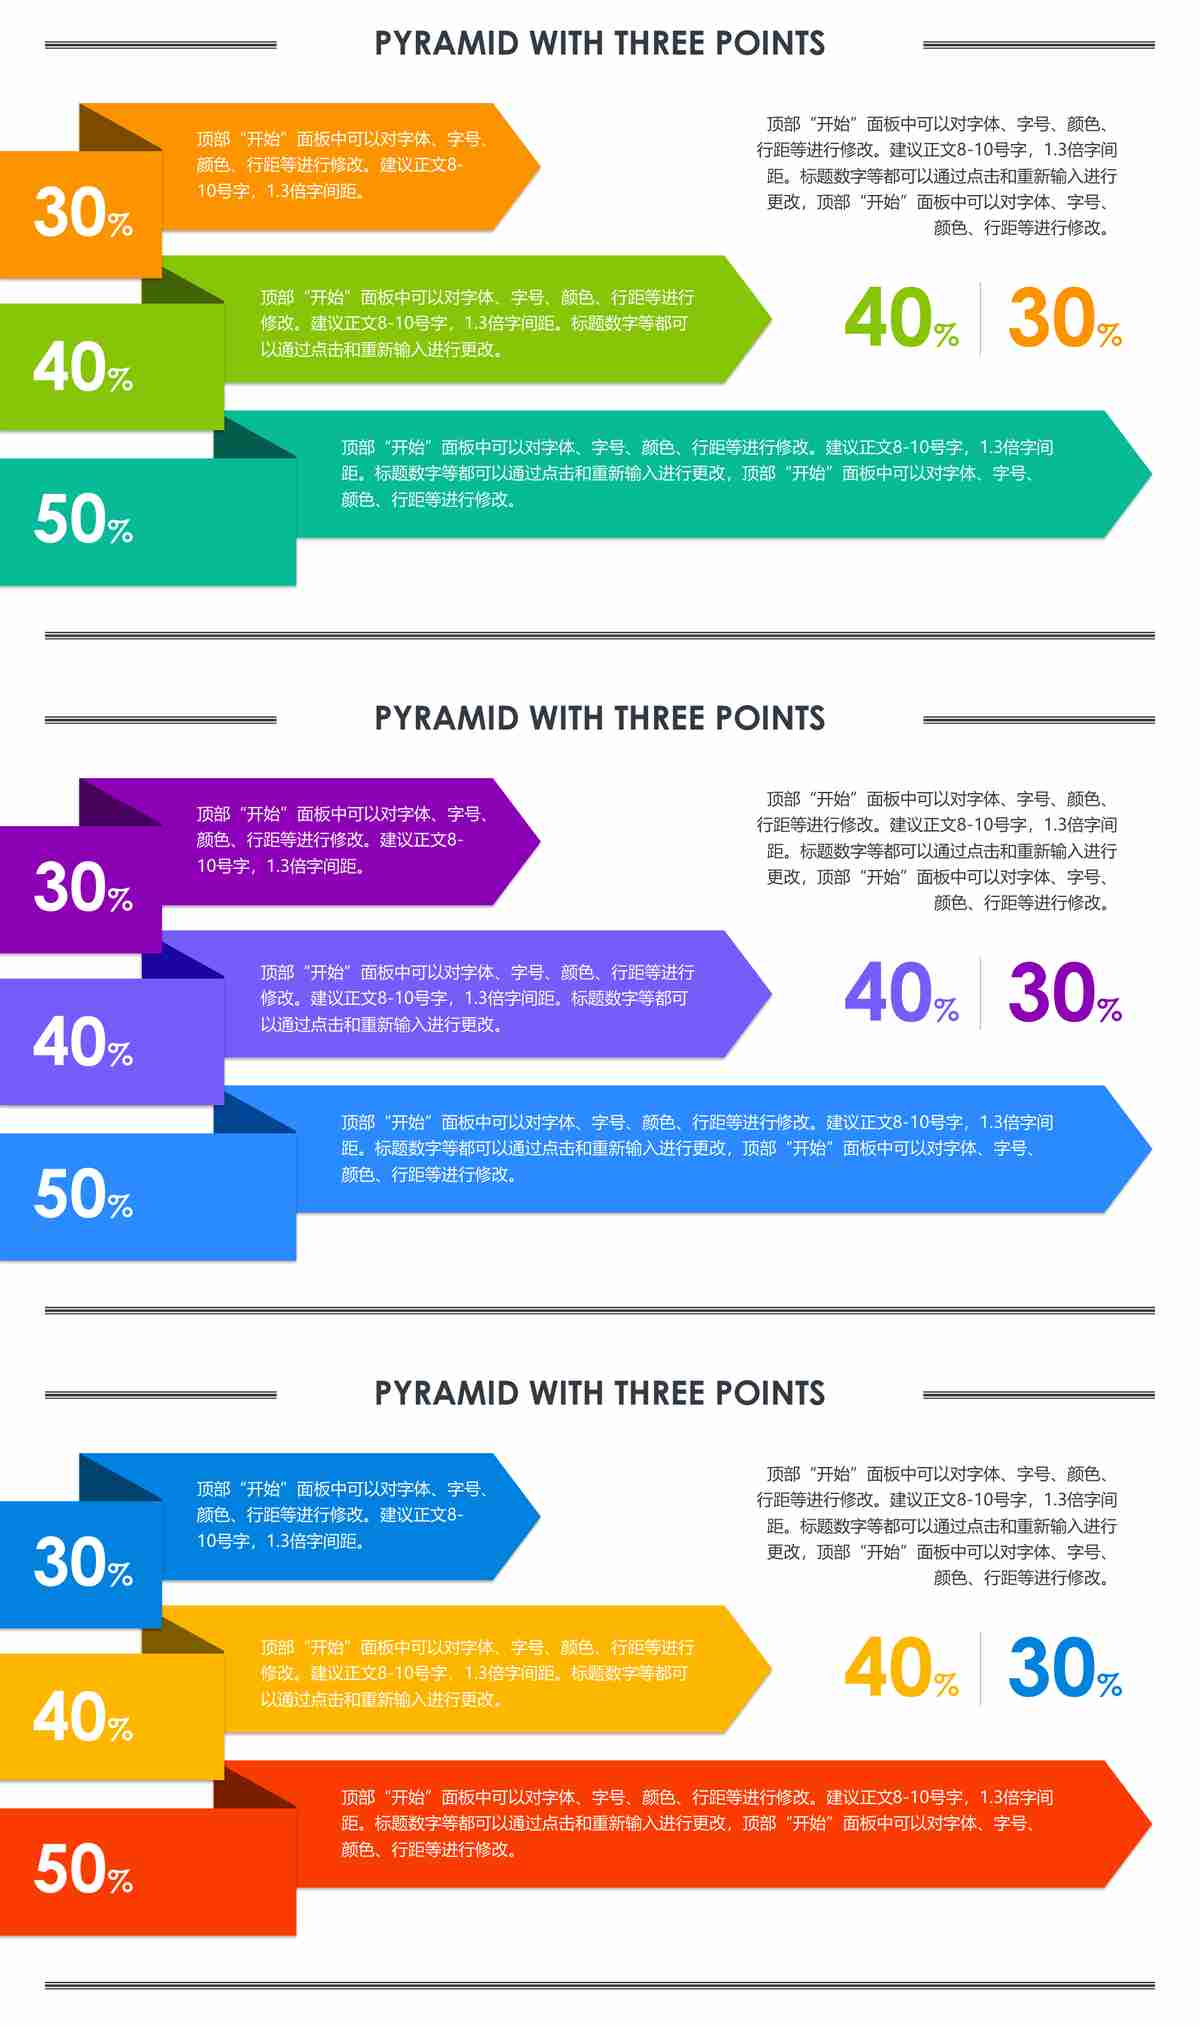 PYRAMID WITH THREE POINTS
顶部“开始”面板中可以对字体、字号、
颜色、行距等进行修改。建议正文8-
10号字，1.3倍字间距。
30%
顶部“开始”面板中可以对字体、字号、颜色、
行距等进行修改。建议正文8-10号字，1.3倍字间
距。标题数字等都可以通过点击和重新输入进行
更改，顶部“开始”面板中可以对字体、字号、
颜色、行距等进行修改。
顶部“开始”面板中可以对字体、字号、颜色、行距等进行
修改。建议正文8-10号字，1.3倍字间距。标题数字等都可
以通过点击和重新输入进行更改。
40%
40% 30%
顶部“开始”面板中可以对字体、字号、颜色、行距等进行修改。建议正文8-10号字，1.3倍字间
距。标题数字等都可以通过点击和重新输入进行更改，顶部“开始”面板中可以对字体、字号、
颜色、行距等进行修改。
50%
PYRAMID WITH THREE POINTS
顶部“开始”面板中可以对字体、字号、
颜色、行距等进行修改。建议正文8-
10号字，1.3倍字间距。
30%
顶部“开始”面板中可以对字体、字号、颜色、
行距等进行修改。建议正文8-10号字，1.3倍字间
距。标题数字等都可以通过点击和重新输入进行
更改，顶部“开始”面板中可以对字体、字号、
颜色、行距等进行修改。
顶部“开始”面板中可以对字体、字号、颜色、行距等进行
修改。建议正文8-10号字，1.3倍字间距。标题数字等都可
以通过点击和重新输入进行更改。
40%
40% 30%
顶部“开始”面板中可以对字体、字号、颜色、行距等进行修改。建议正文8-10号字，1.3倍字间
距。标题数字等都可以通过点击和重新输入进行更改，顶部“开始”面板中可以对字体、字号、
颜色、行距等进行修改。
50%
PYRAMID WITH THREE POINTS
顶部“开始”面板中可以对字体、字号、
颜色、行距等进行修改。建议正文8-
10号字，1.3倍字间距。
30%
顶部“开始”面板中可以对字体、字号、颜色、
行距等进行修改。建议正文8-10号字，1.3倍字间
距。标题数字等都可以通过点击和重新输入进行
更改，顶部“开始”面板中可以对字体、字号、
颜色、行距等进行修改。
顶部“开始”面板中可以对字体、字号、颜色、行距等进行
修改。建议正文8-10号字，1.3倍字间距。标题数字等都可
以通过点击和重新输入进行更改。
40%
40% 30%
顶部“开始”面板中可以对字体、字号、颜色、行距等进行修改。建议正文8-10号字，1.3倍字间
距。标题数字等都可以通过点击和重新输入进行更改，顶部“开始”面板中可以对字体、字号、
颜色、行距等进行修改。
50%